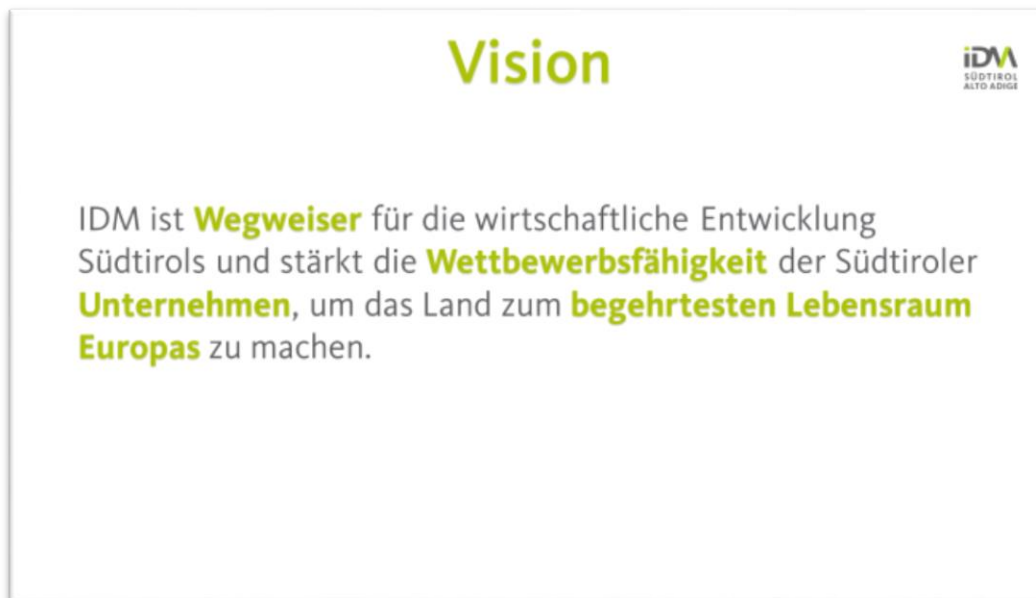 Vision
iDM
SÜDTIROL
ALTO ADIGE
IDM ist Wegweiser für die wirtschaftliche Entwicklung
Südtirols und stärkt die Wettbewerbsfähigkeit der Südtiroler
Unternehmen, um das Land zum begehrtesten Lebensraum
Europas zu machen.